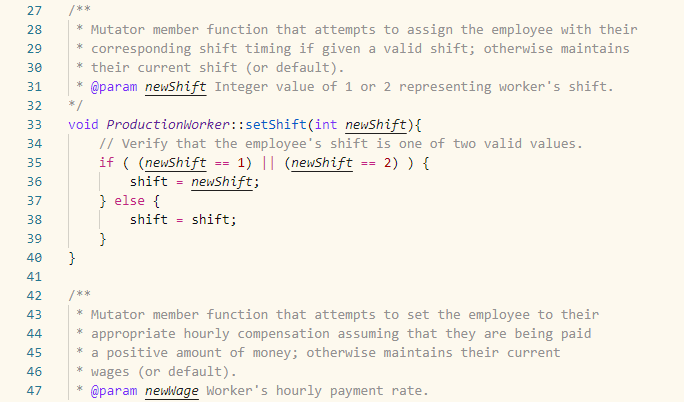 27 /**
28 * Mutator member function that attempts to assign the employee with their
29 * corresponding shift timing if given a valid shift; otherwise maintains
30 * their current shift (or default).
31 * @param newShift Integer value of 1 or 2 representing worker's shift.
32 */
33 void ProductionWorker::setShift(int newShift){
34 // Verify that the employee's shift is one of two valid values.
35 if ( (newShift == 1) || (newShift == 2) ) {
36 shift = newShift;
37 } else {
38 shift = shift;
39 }
40 }
41
42 /**
43 * Mutator member function that attempts to set the employee to their
44 * appropriate hourly compensation assuming that they are being paid
45 * a positive amount of money; otherwise maintains their current
46 * wages (or default).
47 * @param newWage Worker's hourly payment rate.